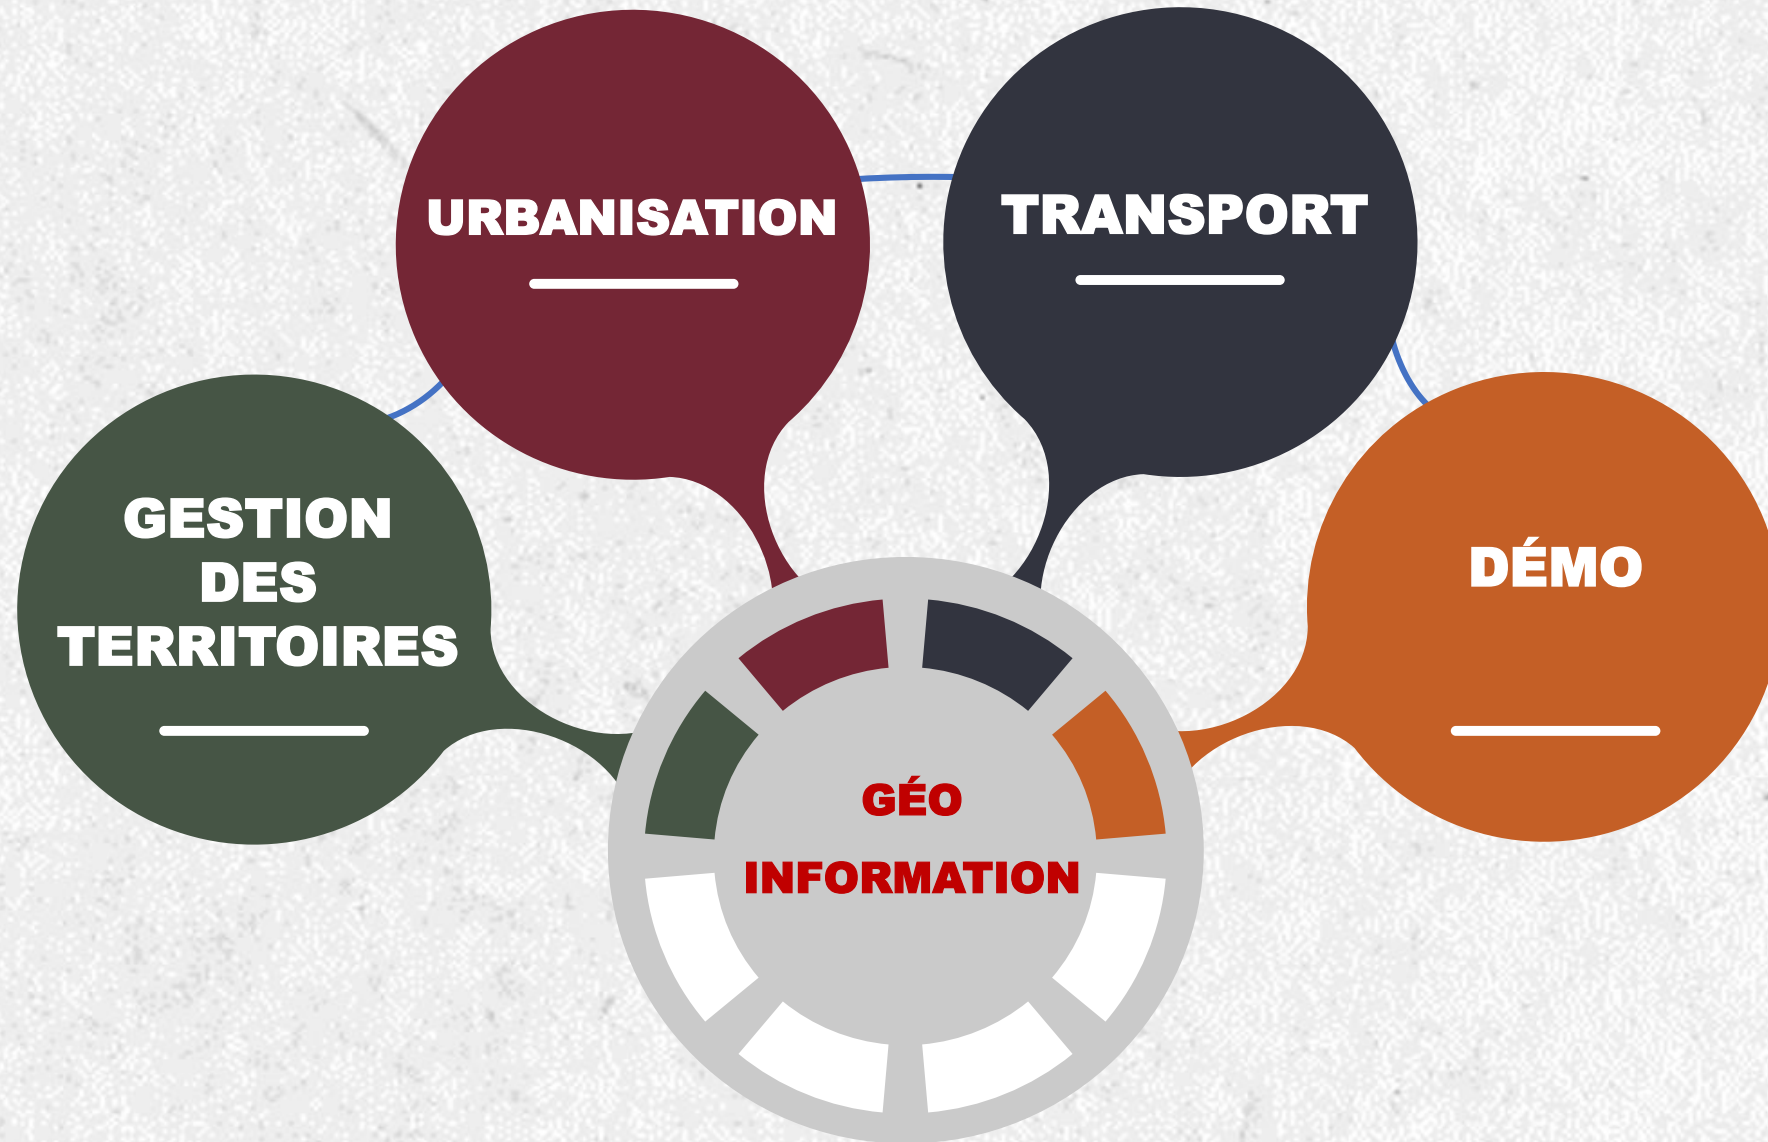 URBANISATION
TRANSPORT
GESTION
DES
TERRITOIRES
DÉMO
GÉO
INFORMATION